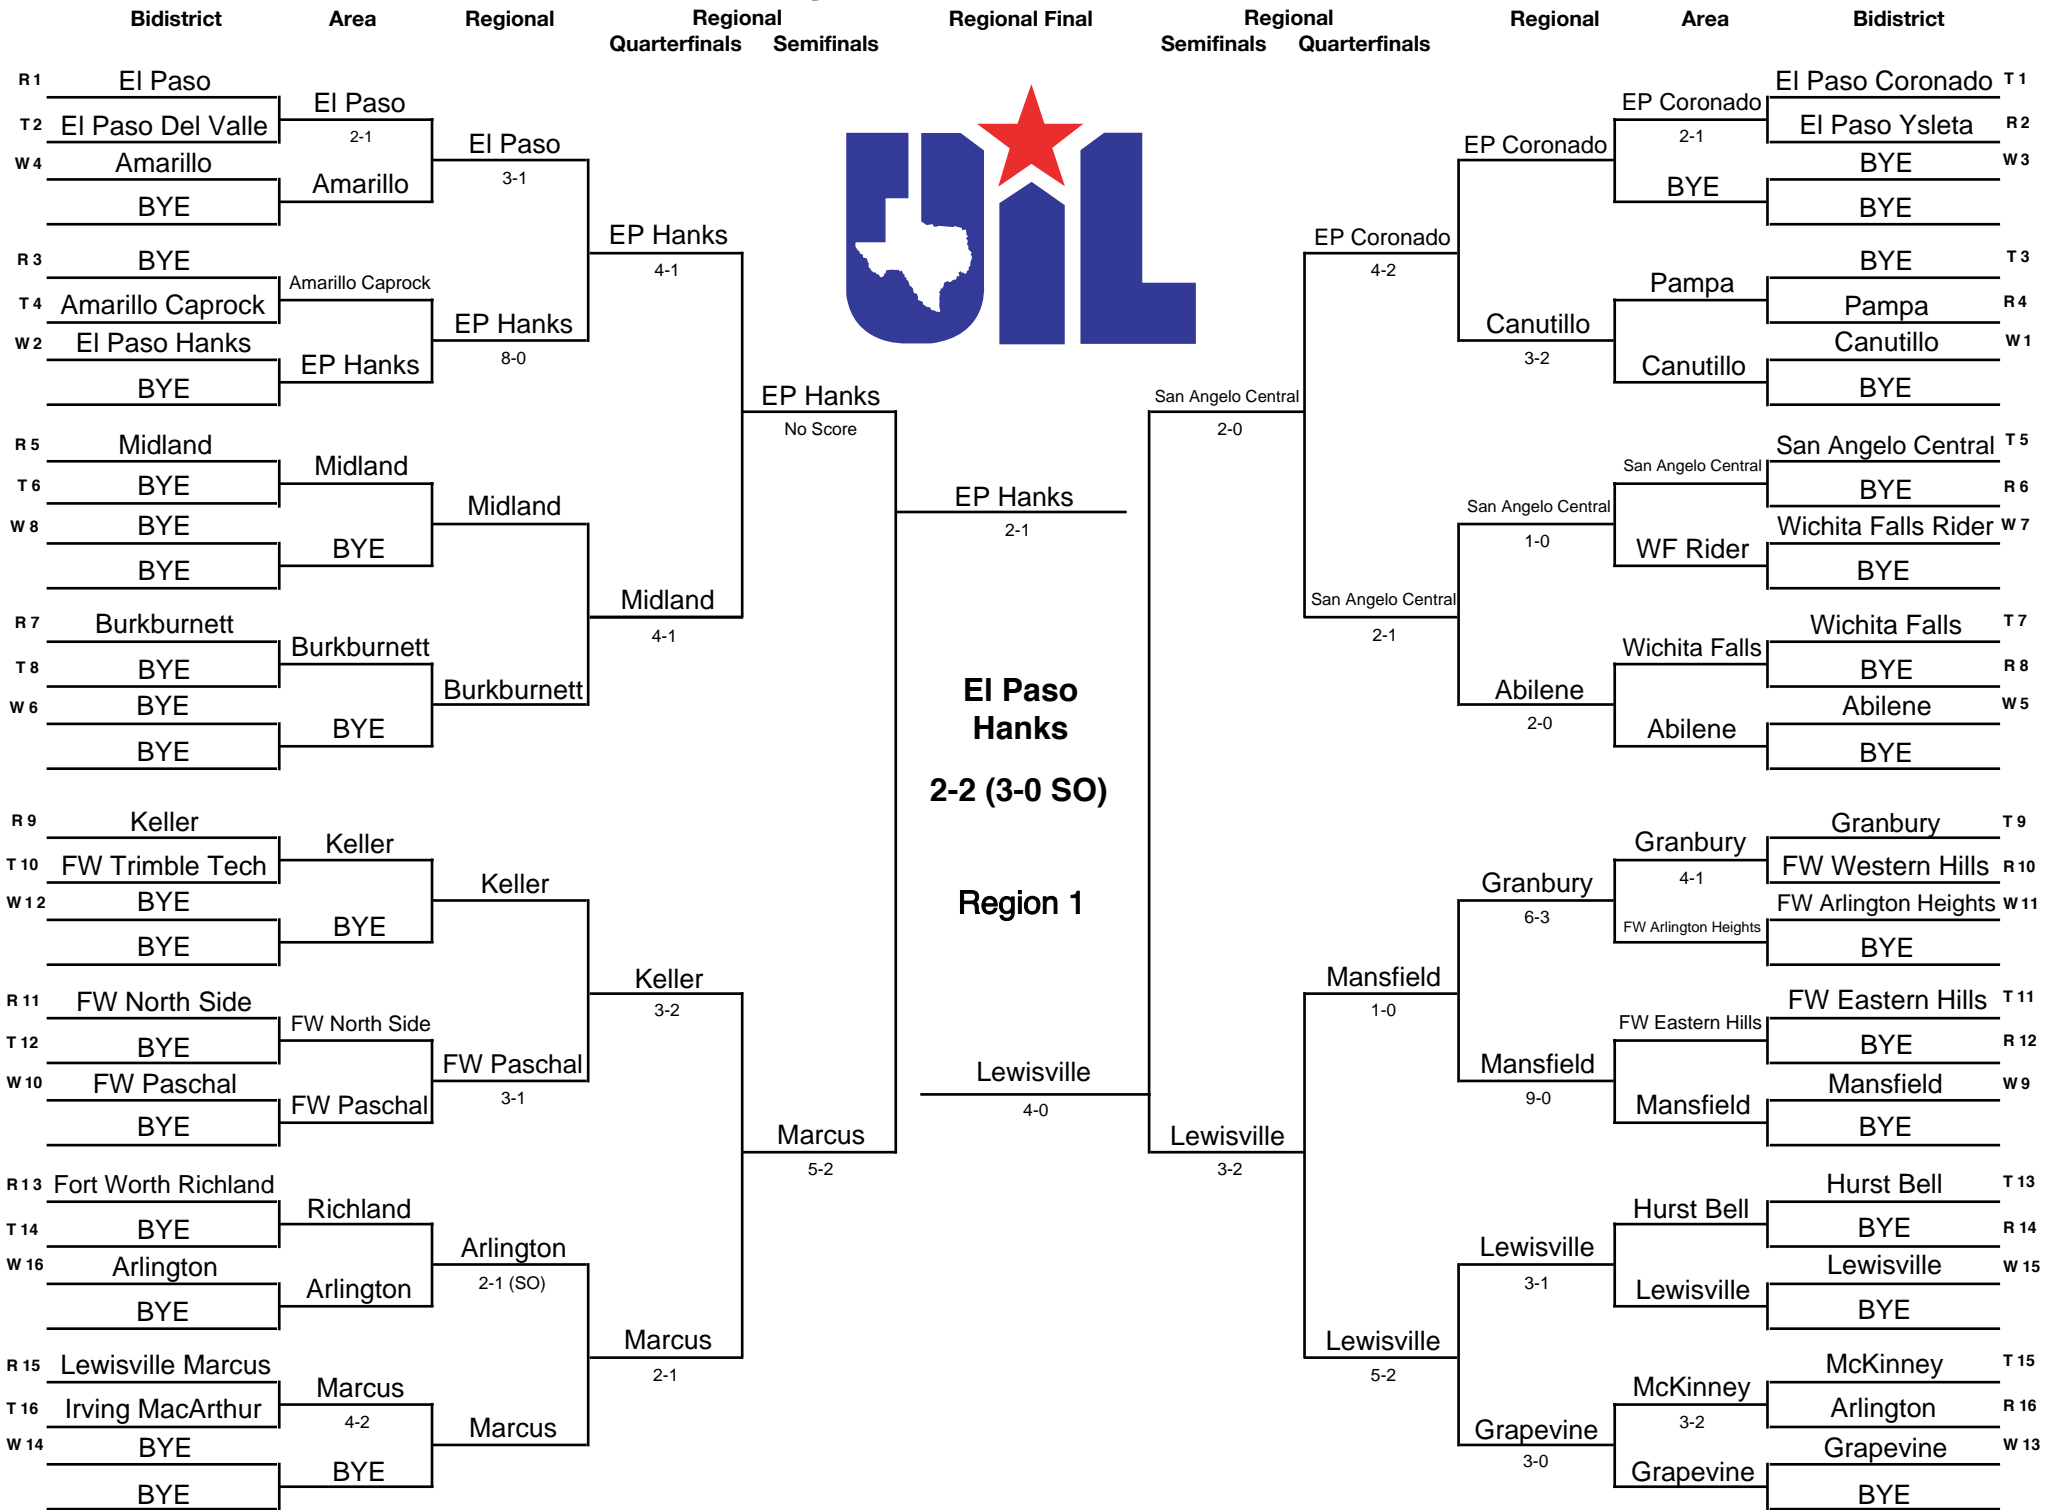 Bidistrict
Area
Regional
Regional
Quarterfinals Semifinals
Regional Final
Regional
Semifinals Quarterfinals
Regional
Area
Bidistrict
R 1 El Paso
T 2 El Paso Del Valle
W 4 Amarillo
BYE
R 3 BYE
T 4 Amarillo Caprock
W 2 El Paso Hanks
BYE
R 5 Midland
T 6 BYE
W 8 BYE
BYE
R 7 Burkburnett
T 8 BYE
W 6 BYE
BYE
R 9 Keller
T 10 FW Trimble Tech
W 12 BYE
BYE
R 11 FW North Side
T 12 BYE
W 10 FW Paschal
BYE
R 13 Fort Worth Richland
T 14 BYE
W 16 Arlington
BYE
R 15 Lewisville Marcus
T 16 Irving MacArthur
W 14 BYE
BYE
El Paso
2-1
Amarillo
Amarillo Caprock
EP Hanks
Midland
BYE
Burkburnett
BYE
Keller
BYE
FW North Side
FW Paschal
Richland
Arlington
Marcus
4-2
BYE
El Paso
3-1
EP Hanks
8-0
Midland
Burkburnett
Keller
FW Paschal
3-1
Arlington
2-1 (SO)
Marcus
EP Hanks
4-1
Midland
4-1
Keller
3-2
Marcus
2-1
EP Hanks
No Score
Marcus
5-2
UIL
EP Hanks
2-1
El Paso
Hanks
2-2 (3-0 SO)
Region 1
Lewisville
4-0
San Angelo Central
2-0
Lewisville
3-2
EP Coronado
4-2
San Angelo Central
2-1
Mansfield
1-0
Lewisville
5-2
EP Coronado
Canutillo
3-2
San Angelo Central
1-0
Abilene
2-0
Granbury
6-3
Mansfield
9-0
Lewisville
3-1
Grapevine
3-0
EP Coronado
2-1
BYE
Pampa
Canutillo
San Angelo Central
WF Rider
Wichita Falls
Abilene
Granbury
4-1
FW Arlington Heights
FW Eastern Hills
Mansfield
Hurst Bell
Lewisville
McKinney
3-2
Grapevine
El Paso Coronado T 1
El Paso Ysleta R 2
BYE W 3
BYE
BYE T 3
Pampa R 4
Canutillo W 1
BYE
San Angelo Central T 5
BYE R 6
Wichita Falls Rider W 7
BYE
Wichita Falls T 7
BYE R 8
Abilene W 5
BYE
Granbury T 9
FW Western Hills R 10
FW Arlington Heights W 11
BYE
FW Eastern Hills T 11
BYE R 12
Mansfield W 9
BYE
Hurst Bell T 13
BYE R 14
Lewisville W 15
BYE
McKinney T 15
Arlington R 16
Grapevine W 13
BYE